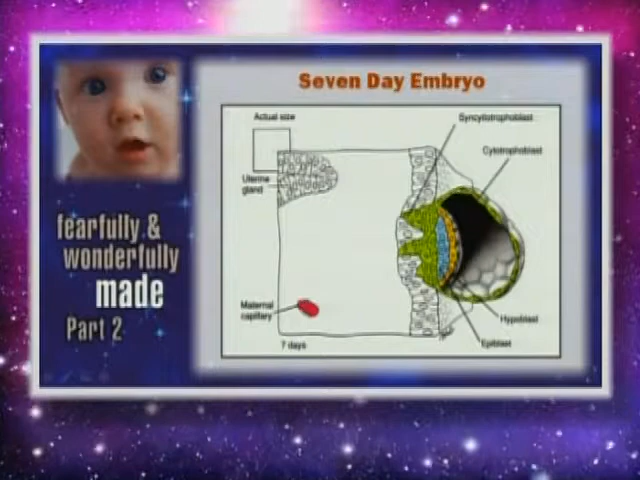 Seven Day Embryo
Actual size
Syncytiotrophoblast
Cytotrophoblast
Uterine
gland
fearfully &
wonderfully
made
Part 2
Maternal
capillary
Hypoblast
Epiblast
7 days